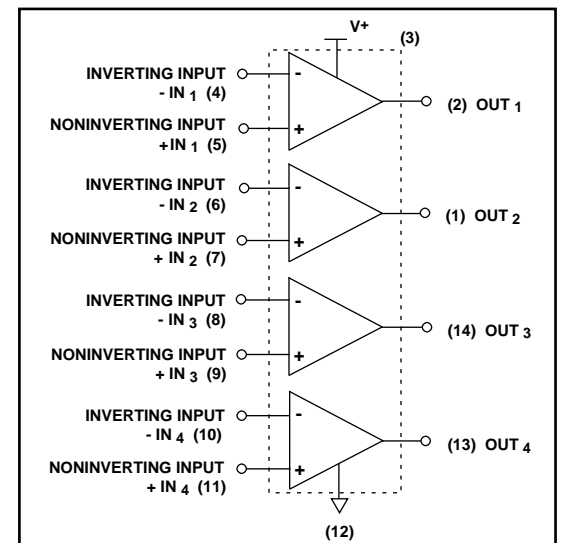 V+
(3)
INVERTING INPUT
- IN 1 (4)
-
(2) OUT 1
NONINVERTING INPUT
+IN 1 (5)
+
INVERTING INPUT
- IN 2 (6)
-
(1) OUT 2
NONINVERTING INPUT
+ IN 2 (7)
+
INVERTING INPUT
- IN 3 (8)
-
(14) OUT 3
NONINVERTING INPUT
+ IN 3 (9)
+
INVERTING INPUT
- IN 4 (10)
-
(13) OUT 4
NONINVERTING INPUT
+ IN 4 (11)
+
(12)